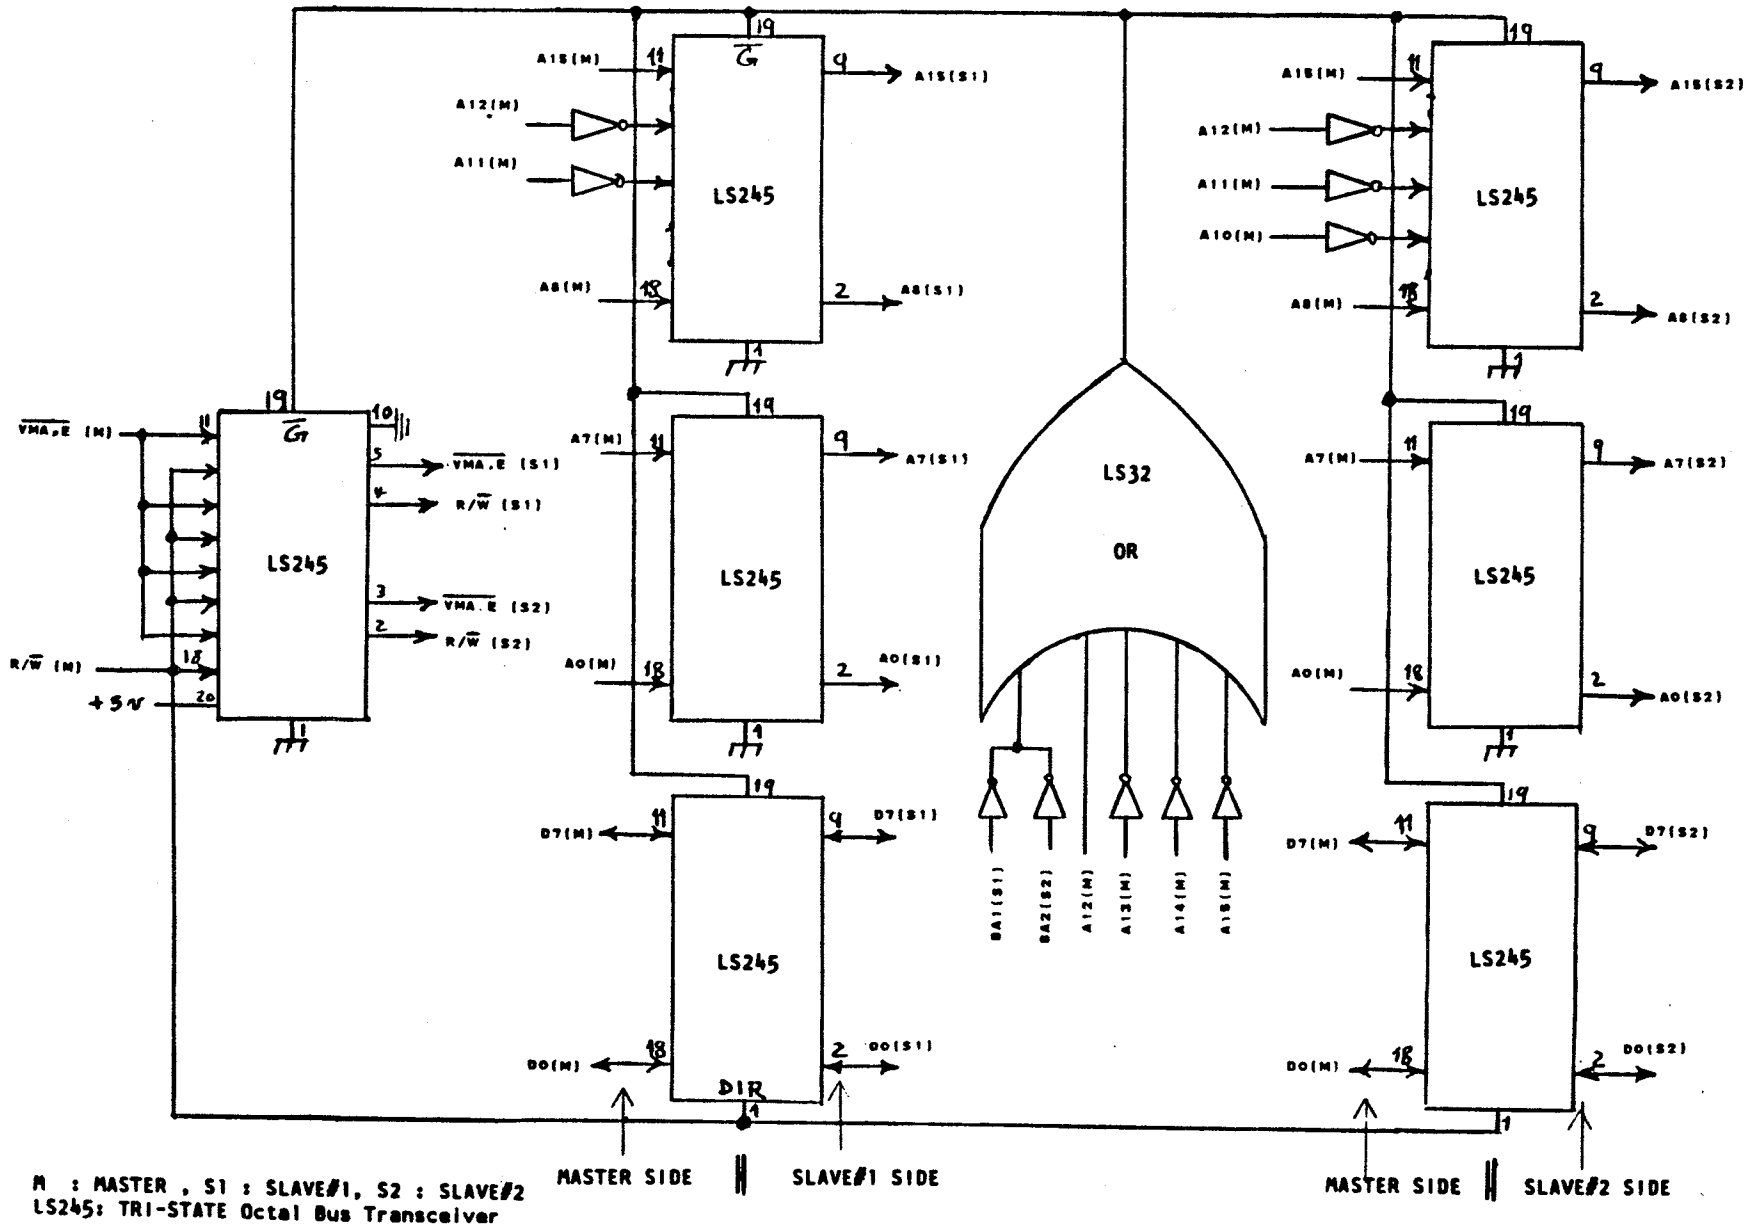 19
G̅
A15(M)
11
9
A15(S1)
A12(M)
A11(M)
LS245
A8(M)
18
2
A8(S1)
1
19
A15(M)
11
9
A15(S2)
A12(M)
A11(M)
LS245
A10(M)
A8(M)
18
2
A8(S2)
1
19
G̅
10
V̅M̅A̅.̅E̅ (M)
11
5
V̅M̅A̅.̅E̅ (S1)
4
R/W̅ (S1)
LS245
3
V̅M̅A̅.̅E̅ (S2)
2
R/W̅ (S2)
R/W̅ (M)
18
+5V
20
1
19
A7(M)
11
9
A7(S1)
LS245
A0(M)
18
2
A0(S1)
1
LS32
OR
BA1(S1)
BA2(S2)
A12(M)
A13(M)
A14(M)
A15(M)
19
A7(M)
11
9
A7(S2)
LS245
A0(M)
18
2
A0(S2)
1
19
D7(M)
11
9
D7(S1)
LS245
D0(M)
18
2
D0(S1)
DIR
1
19
D7(M)
11
9
D7(S2)
LS245
D0(M)
18
2
D0(S2)
1
MASTER SIDE
SLAVE#1 SIDE
MASTER SIDE
SLAVE#2 SIDE
M : MASTER , S1 : SLAVE#1, S2 : SLAVE#2
LS245: TRI-STATE Octal Bus Transceiver